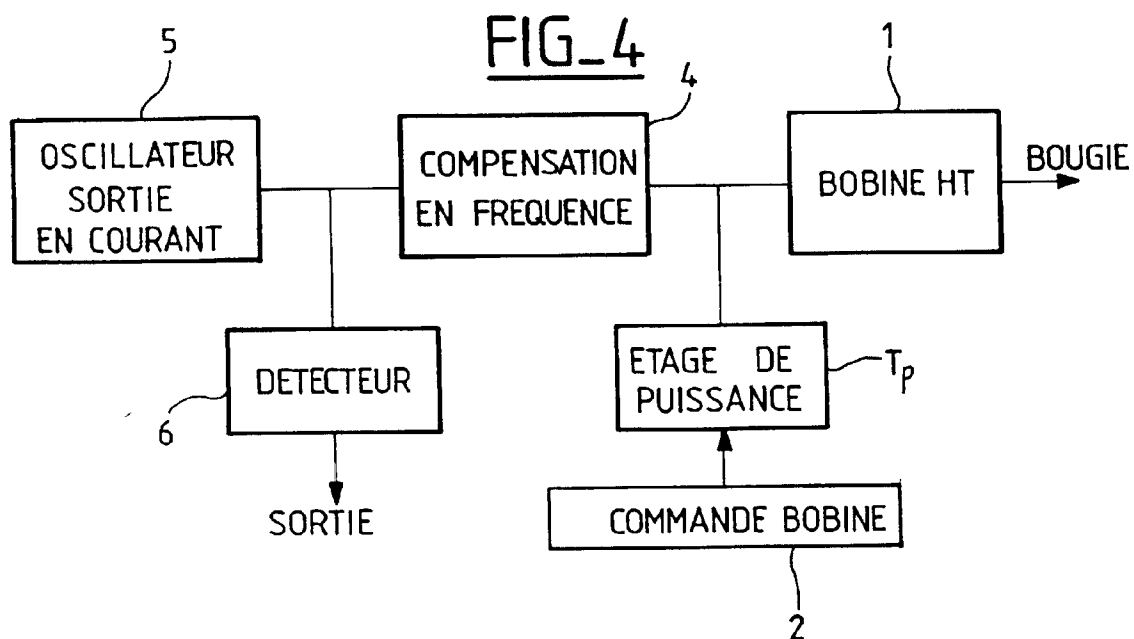 FIG_4
5
4
1
OSCILLATEUR
SORTIE
EN COURANT
COMPENSATION
EN FREQUENCE
BOBINE HT
BOUGIE
DETECTEUR
6
SORTIE
ETAGE DE
PUISSANCE
Tp
COMMANDE BOBINE
2